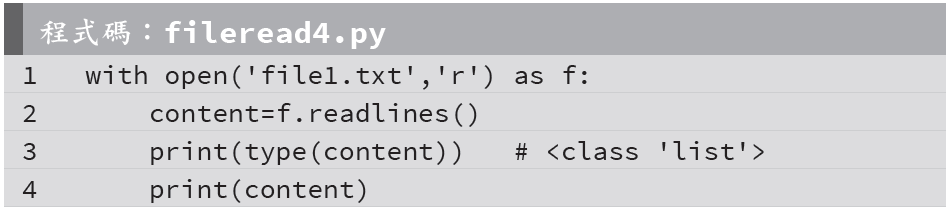 程式碼：fileread4.py
1 with open('file1.txt','r') as f:
2     content=f.readlines()
3     print(type(content))   # <class 'list'>
4     print(content)